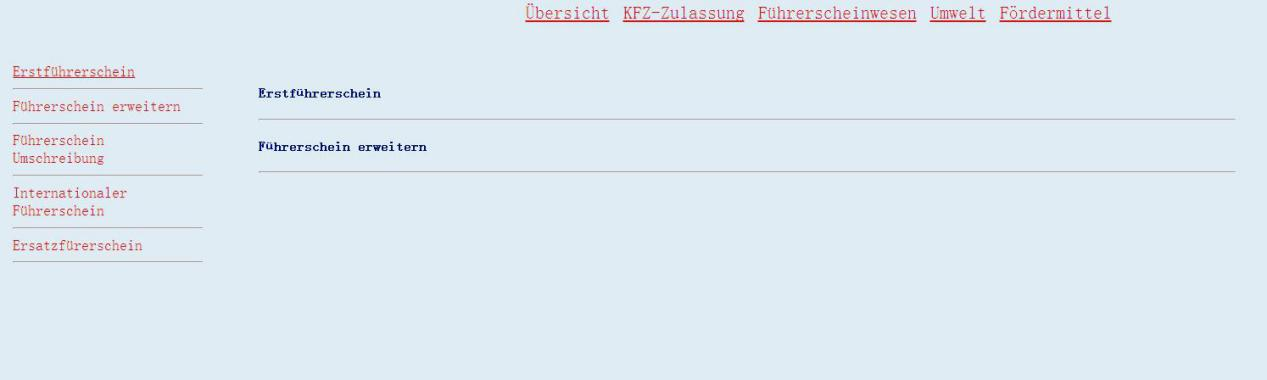 Übersicht KFZ-Zulassung Führerscheinwesen Umwelt Fördermittel
Erstführerschein
Führerschein erweitern
Führerschein
Umschreibung
Internationaler
Führerschein
Ersatzfürerschein
Erstführerschein
Führerschein erweitern